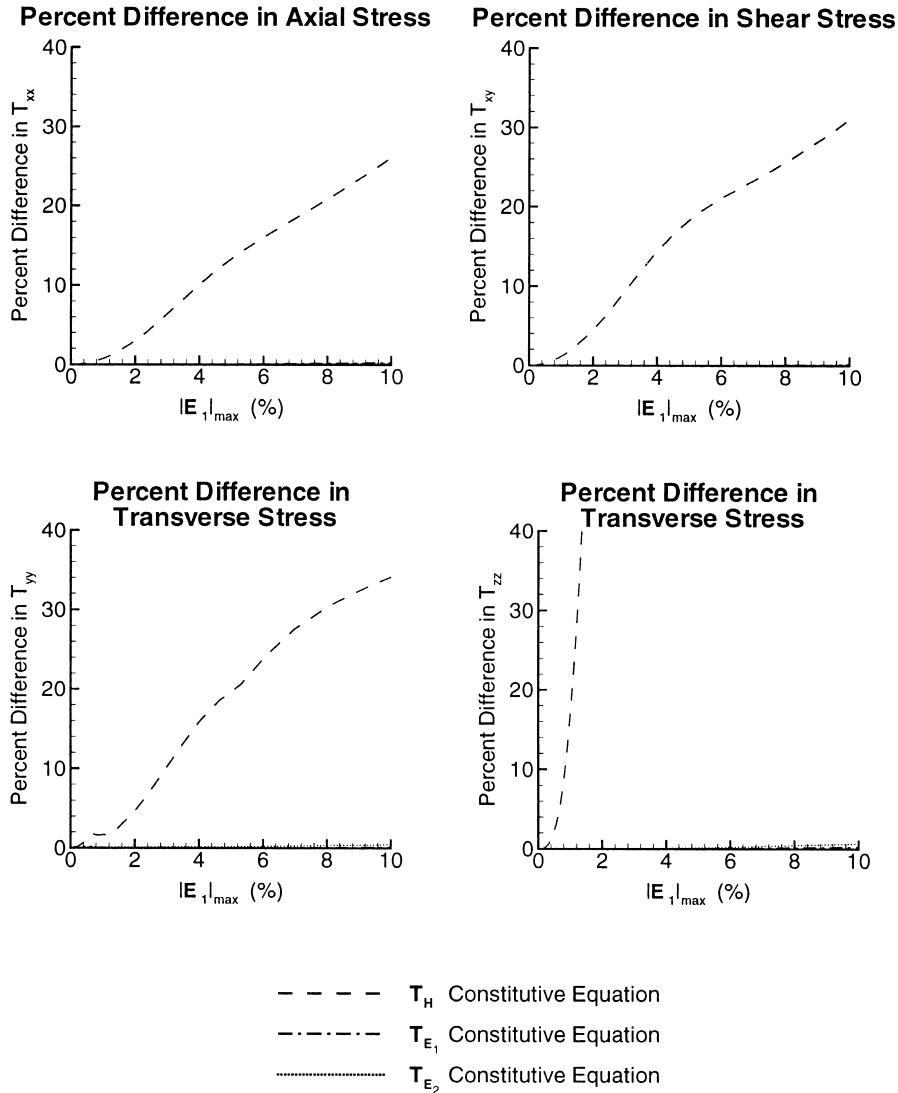 Percent Difference in Axial Stress
40
30
20
10
0
0 2 4 6 8 10
Percent Difference in Txx
|E1|max (%)
Percent Difference in Shear Stress
40
30
20
10
0
0 2 4 6 8 10
Percent Difference in Txy
|E1|max (%)
Percent Difference in
Transverse Stress
40
30
20
10
0
0 2 4 6 8 10
Percent Difference in Tyy
|E1|max (%)
Percent Difference in
Transverse Stress
40
30
20
10
0
0 2 4 6 8 10
Percent Difference in Tzz
|E1|max (%)
TH Constitutive Equation
TE1 Constitutive Equation
TE2 Constitutive Equation